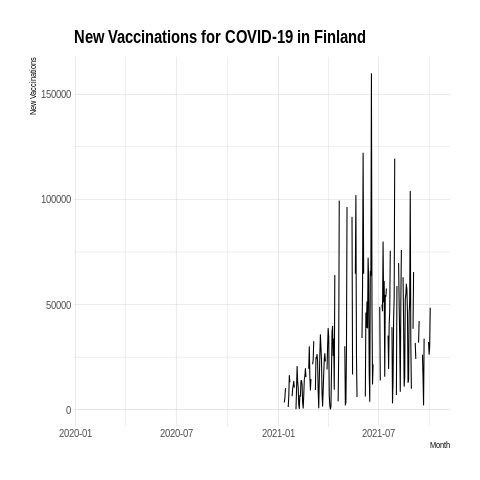 New Vaccinations for COVID-19 in Finland
New Vaccinations
150000
100000
50000
0
2020-01 2020-07 2021-01 2021-07
Month